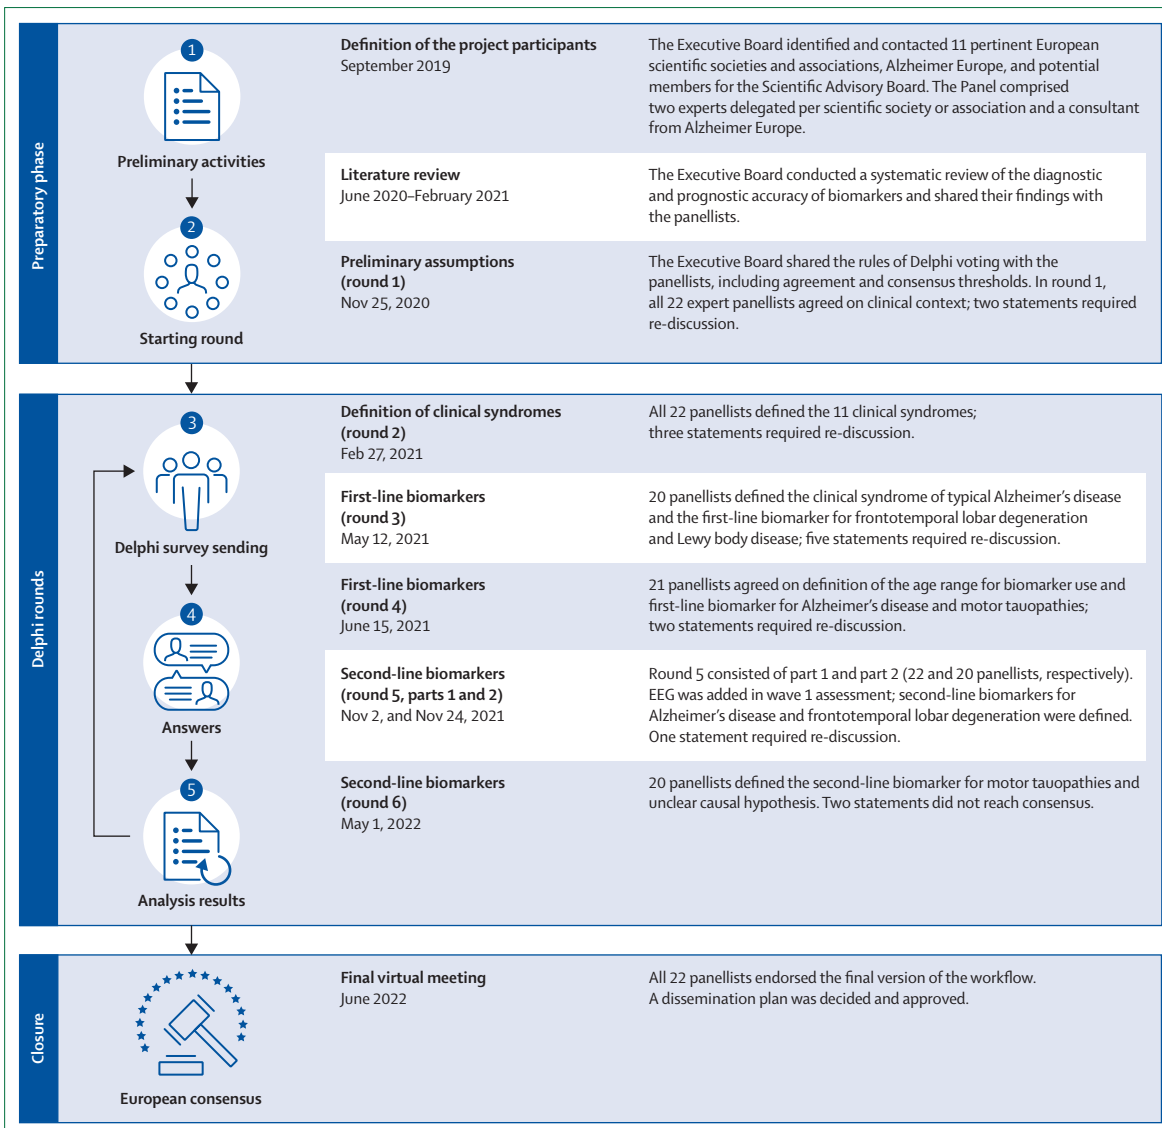 Preparatory phase
1
Preliminary activities
2
Starting round
Definition of the project participants
September 2019
The Executive Board identified and contacted 11 pertinent European
scientific societies and associations, Alzheimer Europe, and potential
members for the Scientific Advisory Board. The Panel comprised
two experts delegated per scientific society or association and a consultant
from Alzheimer Europe.
Literature review
June 2020–February 2021
The Executive Board conducted a systematic review of the diagnostic
and prognostic accuracy of biomarkers and shared their findings with
the panellists.
Preliminary assumptions
(round 1)
Nov 25, 2020
The Executive Board shared the rules of Delphi voting with the
panellists, including agreement and consensus thresholds. In round 1,
all 22 expert panellists agreed on clinical context; two statements required
re-discussion.
Delphi rounds
3
Delphi survey sending
4
Answers
5
Analysis results
Definition of clinical syndromes
(round 2)
Feb 27, 2021
All 22 panellists defined the 11 clinical syndromes;
three statements required re-discussion.
First-line biomarkers
(round 3)
May 12, 2021
20 panellists defined the clinical syndrome of typical Alzheimer's disease
and the first-line biomarker for frontotemporal lobar degeneration
and Lewy body disease; five statements required re-discussion.
First-line biomarkers
(round 4)
June 15, 2021
21 panellists agreed on definition of the age range for biomarker use and
first-line biomarker for Alzheimer's disease and motor tauopathies;
two statements required re-discussion.
Second-line biomarkers
(round 5, parts 1 and 2)
Nov 2, and Nov 24, 2021
Round 5 consisted of part 1 and part 2 (22 and 20 panellists, respectively).
EEG was added in wave 1 assessment; second-line biomarkers for
Alzheimer's disease and frontotemporal lobar degeneration were defined.
One statement required re-discussion.
Second-line biomarkers
(round 6)
May 1, 2022
20 panellists defined the second-line biomarker for motor tauopathies and
unclear causal hypothesis. Two statements did not reach consensus.
Closure
European consensus
Final virtual meeting
June 2022
All 22 panellists endorsed the final version of the workflow.
A dissemination plan was decided and approved.